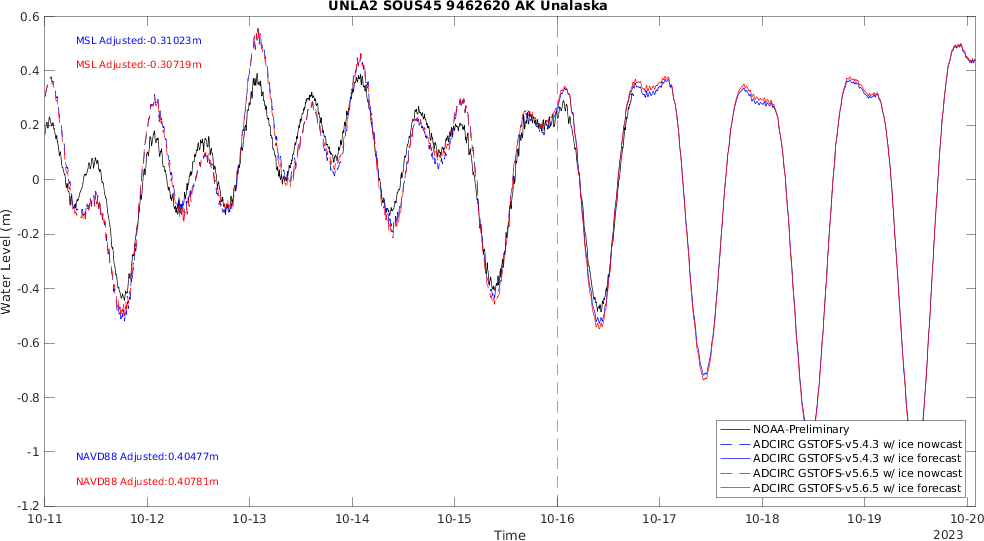 UNLA2 SOUS45 9462620 AK Unalaska
0.6
0.4
0.2
0
-0.2
-0.4
-0.6
-0.8
-1
-1.2
Water Level (m)
MSL Adjusted:-0.31023m
MSL Adjusted:-0.30719m
NAVD88 Adjusted:0.40477m
NAVD88 Adjusted:0.40781m
NOAA-Preliminary
ADCIRC GSTOFS-v5.4.3 w/ ice nowcast
ADCIRC GSTOFS-v5.4.3 w/ ice forecast
ADCIRC GSTOFS-v5.6.5 w/ ice nowcast
ADCIRC GSTOFS-v5.6.5 w/ ice forecast
10-11 10-12 10-13 10-14 10-15 10-16 10-17 10-18 10-19 10-20
Time
2023